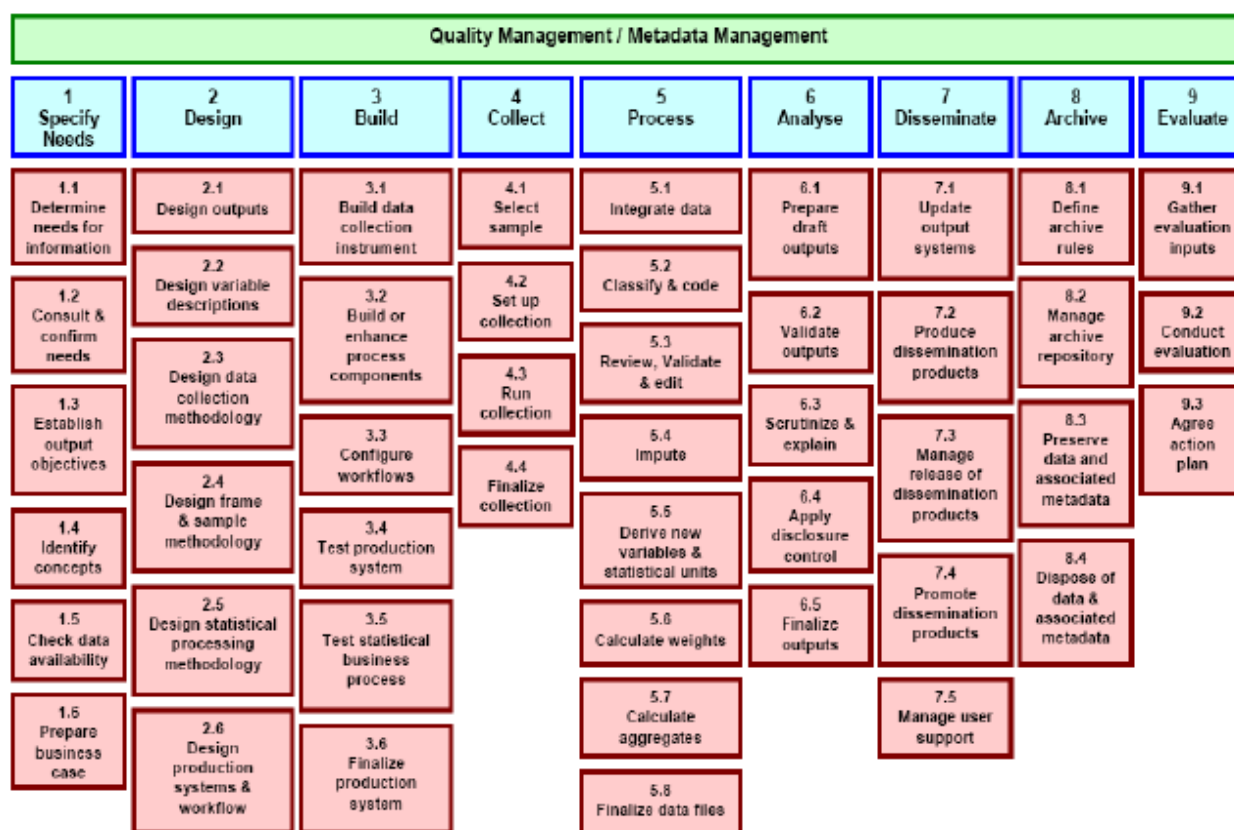 Quality Management / Metadata Management
1
Specify
Needs
2
Design
3
Build
4
Collect
5
Process
6
Analyse
7
Disseminate
8
Archive
9
Evaluate
1.1
Determine
needs for
information
1.2
Consult &
confirm
needs
1.3
Establish
output
objectives
1.4
Identify
concepts
1.5
Check data
availability
1.6
Prepare
business
case
2.1
Design outputs
2.2
Design variable
descriptions
2.3
Design data
collection
methodology
2.4
Design frame
& sample
methodology
2.5
Design statistical
processing
methodology
2.6
Design
production
systems &
workflow
3.1
Build data
collection
instrument
3.2
Build or
enhance
process
components
3.3
Configure
workflows
3.4
Test production
system
3.5
Test statistical
business
process
3.6
Finalize
production
system
4.1
Select
sample
4.2
Set up
collection
4.3
Run
collection
4.4
Finalize
collection
5.1
Integrate data
5.2
Classify & code
5.3
Review, Validate
& edit
5.4
Impute
5.5
Derive new
variables &
statistical units
5.6
Calculate weights
5.7
Calculate
aggregates
5.8
Finalize data files
6.1
Prepare
draft
outputs
6.2
Validate
outputs
6.3
Scrutinize &
explain
6.4
Apply
disclosure
control
6.5
Finalize
outputs
7.1
Update
output
systems
7.2
Produce
dissemination
products
7.3
Manage
release of
dissemination
products
7.4
Promote
dissemination
products
7.5
Manage user
support
8.1
Define
archive
rules
8.2
Manage
archive
repository
8.3
Preserve
data and
associated
metadata
8.4
Dispose of
data &
associated
metadata
9.1
Gather
evaluation
inputs
9.2
Conduct
evaluation
9.3
Agree
action
plan